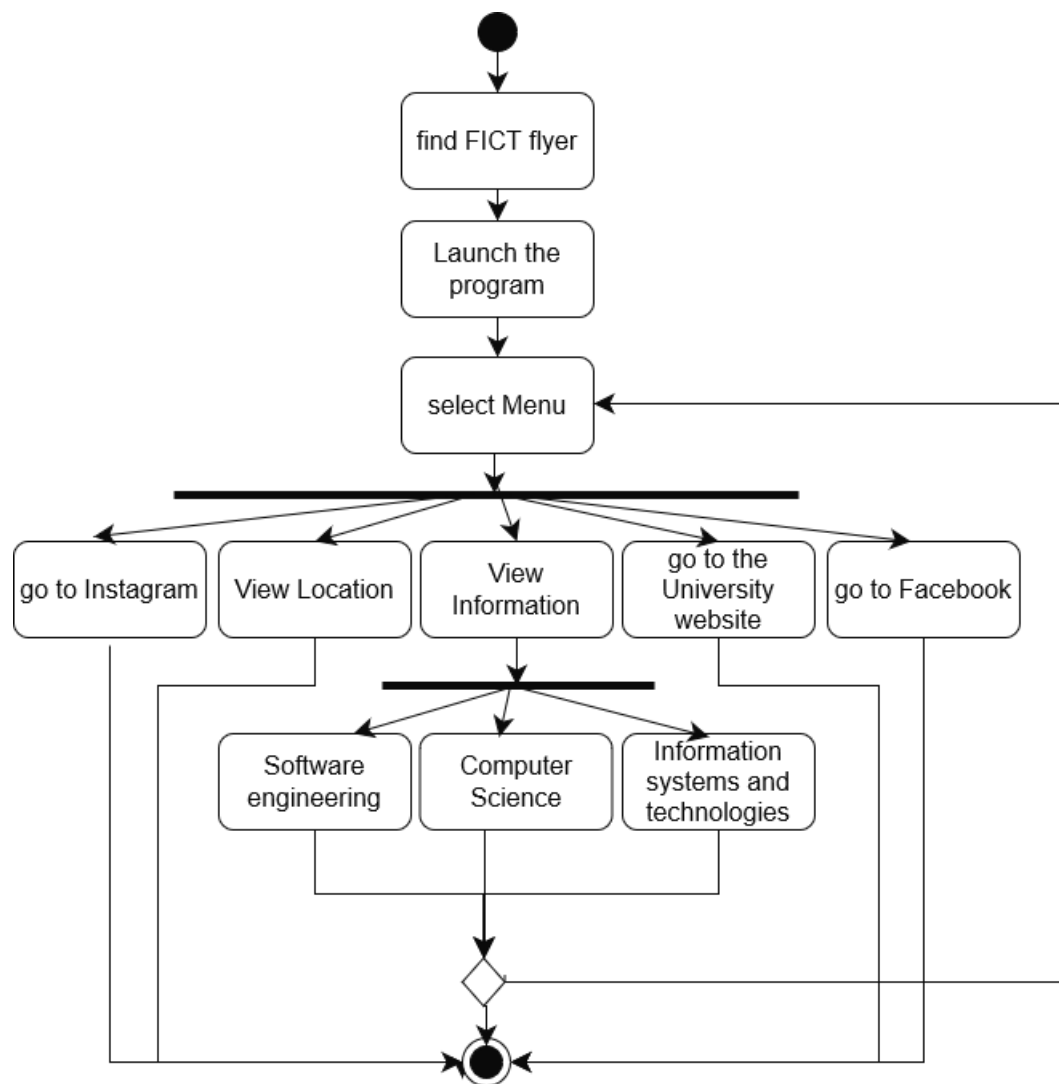 find FICT flyer
Launch the
program
select Menu
go to Instagram
View Location
View
Information
go to the
University
website
go to Facebook
Software
engineering
Computer
Science
Information
systems and
technologies